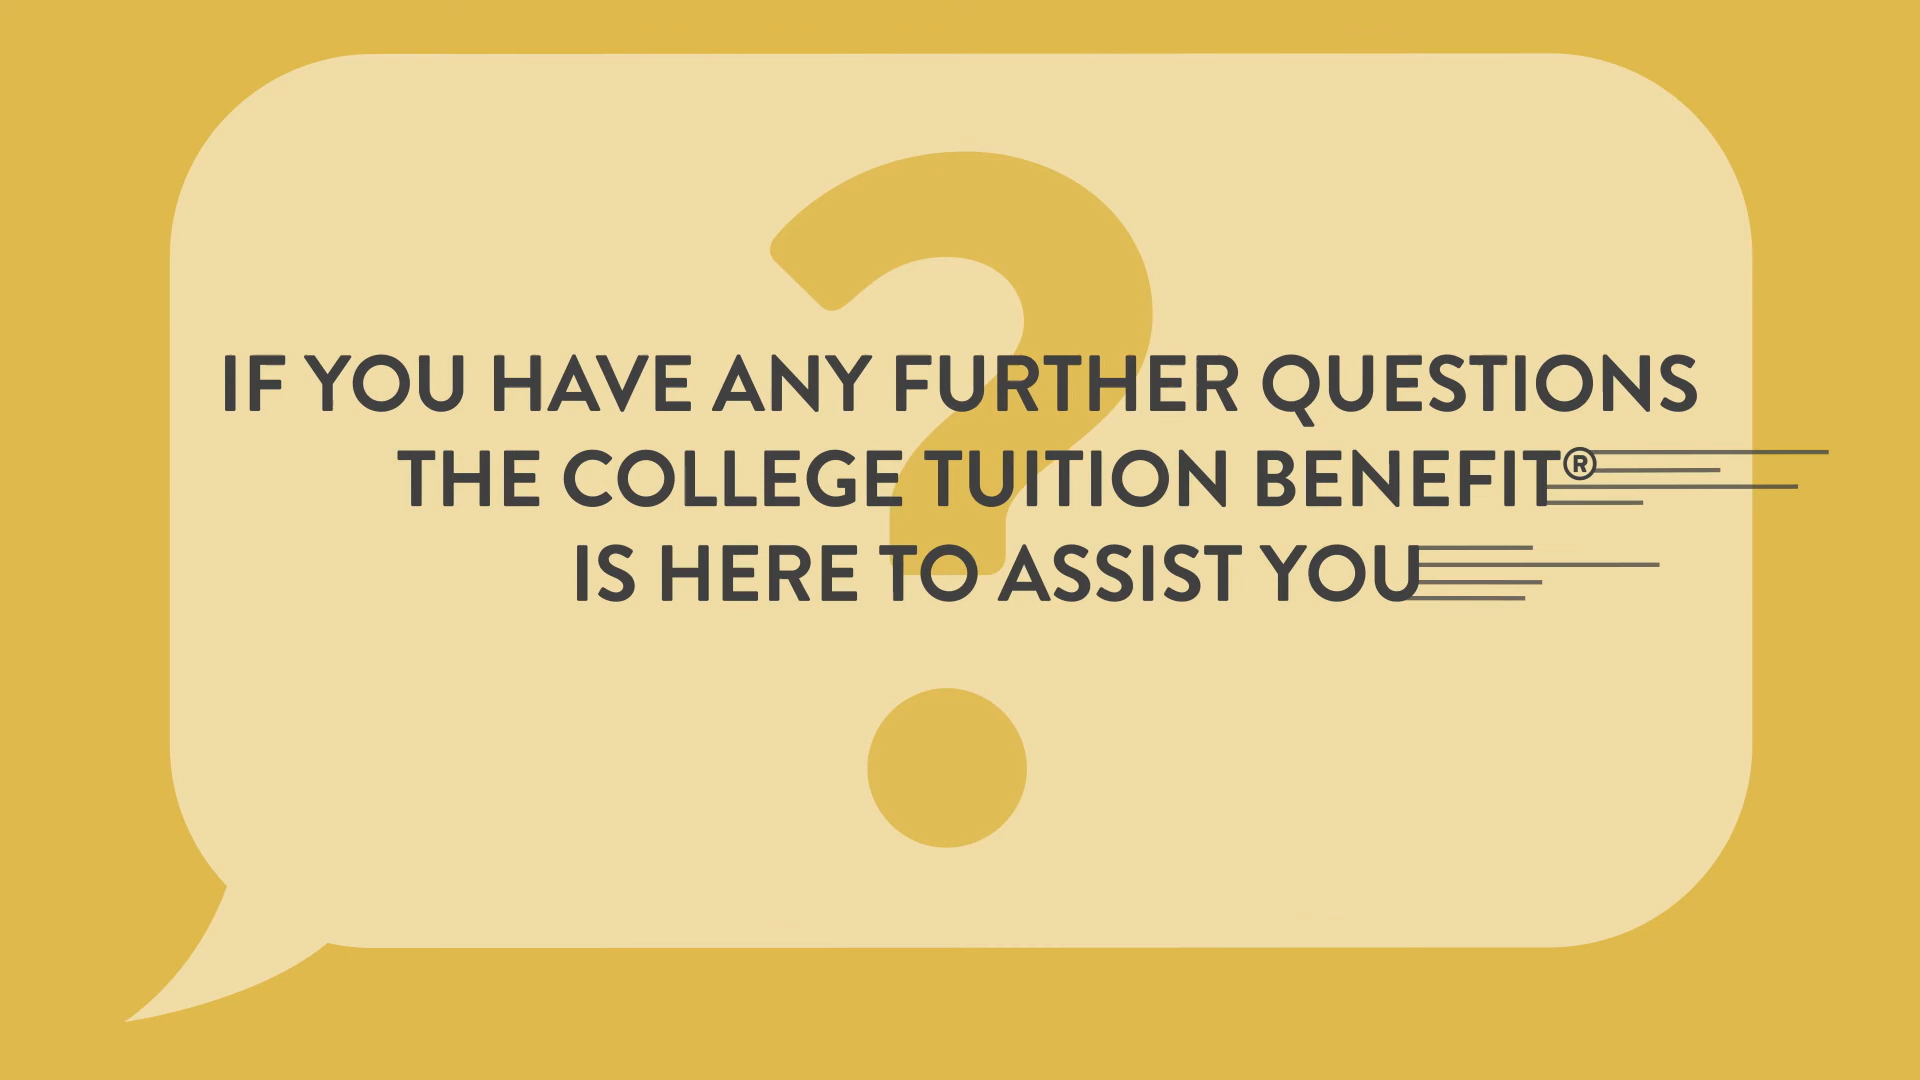 IF YOU HAVE ANY FURTHER QUESTIONS
THE COLLEGE TUITION BENEFIT®
IS HERE TO ASSIST YOU